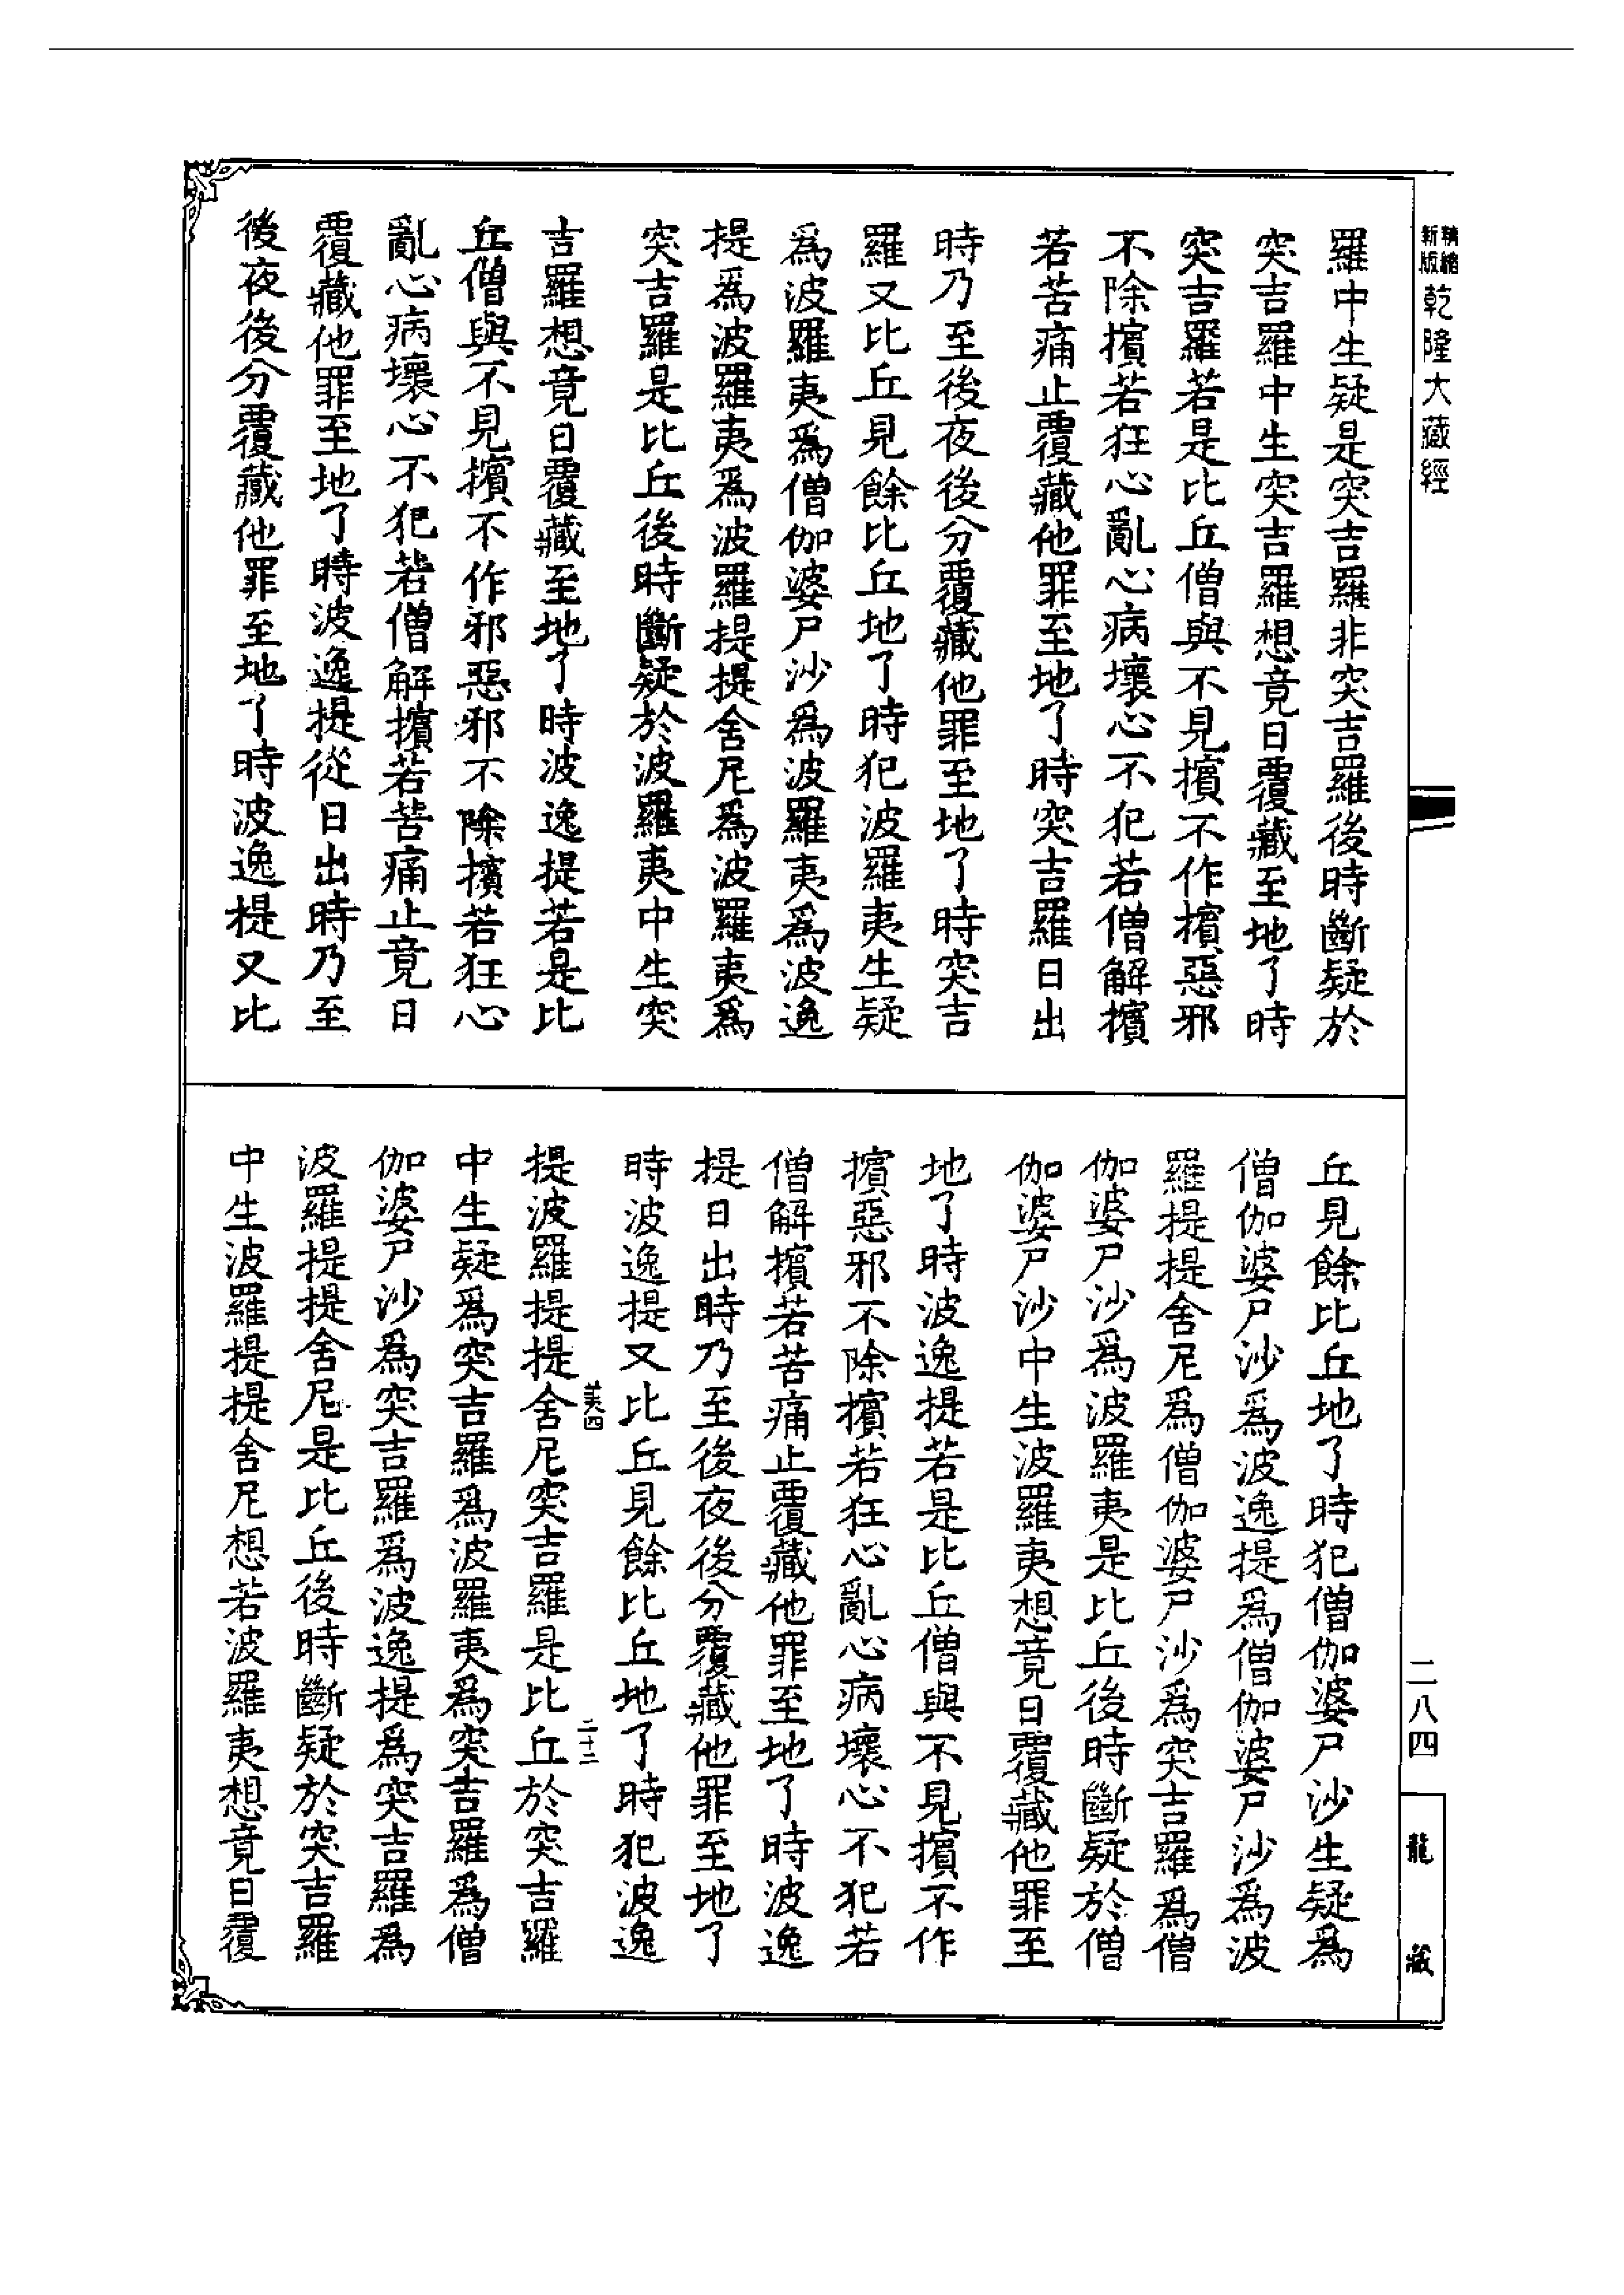 精縮
新版
乾隆大藏經
羅中生疑是突吉羅非突吉羅後時斷疑於
突吉羅中生突吉羅想竟日覆藏至地了時
突吉羅若是比丘僧與不見擯不作擯惡邪
不除擯若狂心亂心病壞心不犯若僧解擯
若苦痛止覆藏他罪至地了時突吉羅日出
時乃至後夜後分覆藏他罪至地了時突吉
羅又比丘見餘比丘地了時犯波羅夷生疑
爲波羅夷爲僧伽婆尸沙爲波羅夷爲波逸
提爲波羅夷爲波羅提提舍尼爲波羅夷爲
突吉羅是比丘後時斷疑於波羅夷中生突
吉羅想竟日覆藏至地了時波逸提若是比
丘僧與不見擯不作邪惡邪不除擯若狂心
亂心病壞心不犯若僧解擯若苦痛止竟日
覆藏他罪至地了時波逸提從日出時乃至
後夜後分覆藏他罪至地了時波逸提又比
丘見餘比丘地了時犯僧伽婆尸沙生疑爲
僧伽婆尸沙爲波逸提爲僧伽婆尸沙爲波
羅提提舍尼爲僧伽婆尸沙爲突吉羅爲僧
伽婆尸沙爲波羅夷是比丘後時斷疑於僧
伽婆尸沙中生波羅夷想竟日覆藏他罪至
地了時波逸提若是比丘僧與不見擯不作
擯惡邪不除擯若狂心亂心病壞心不犯若
僧解擯若苦痛止覆藏他罪至地了時波逸
提日出時乃至後夜後分覆藏他罪至地了
時波逸提又比丘見餘比丘地了時犯波逸
二十二
提波羅提提舍尼突吉羅是比丘於突吉羅
中生疑爲突吉羅爲波羅夷爲突吉羅爲僧
伽婆尸沙爲突吉羅爲波逸提爲突吉羅爲
波羅提提舍尼是比丘後時斷疑於突吉羅
中生波羅提提舍尼想若波羅夷想竟日覆
二八四
龍藏